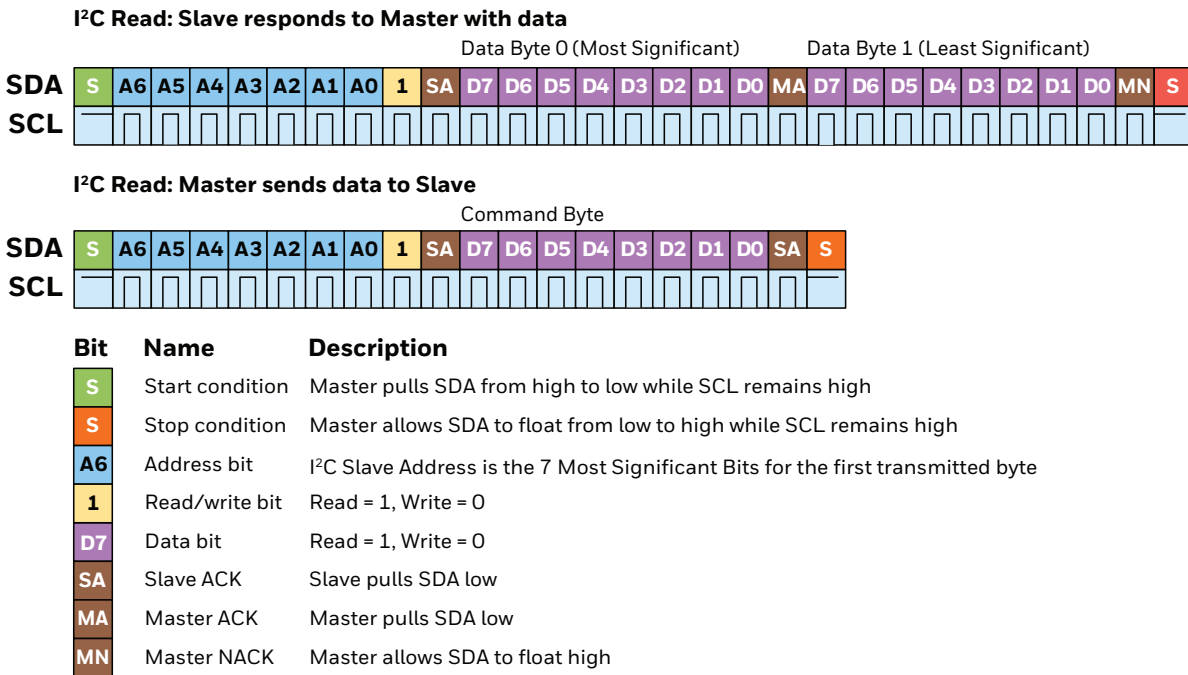 I²C Read: Slave responds to Master with data
Data Byte 0 (Most Significant) Data Byte 1 (Least Significant)
SDA S A6 A5 A4 A3 A2 A1 A0 1 SA D7 D6 D5 D4 D3 D2 D1 D0 MA D7 D6 D5 D4 D3 D2 D1 D0 MN S
SCL
I²C Read: Master sends data to Slave
Command Byte
SDA S A6 A5 A4 A3 A2 A1 A0 1 SA D7 D6 D5 D4 D3 D2 D1 D0 SA S
SCL
Bit Name Description
S Start condition Master pulls SDA from high to low while SCL remains high
S Stop condition Master allows SDA to float from low to high while SCL remains high
A6 Address bit I²C Slave Address is the 7 Most Significant Bits for the first transmitted byte
1 Read/write bit Read = 1, Write = 0
D7 Data bit Read = 1, Write = 0
SA Slave ACK Slave pulls SDA low
MA Master ACK Master pulls SDA low
MN Master NACK Master allows SDA to float high